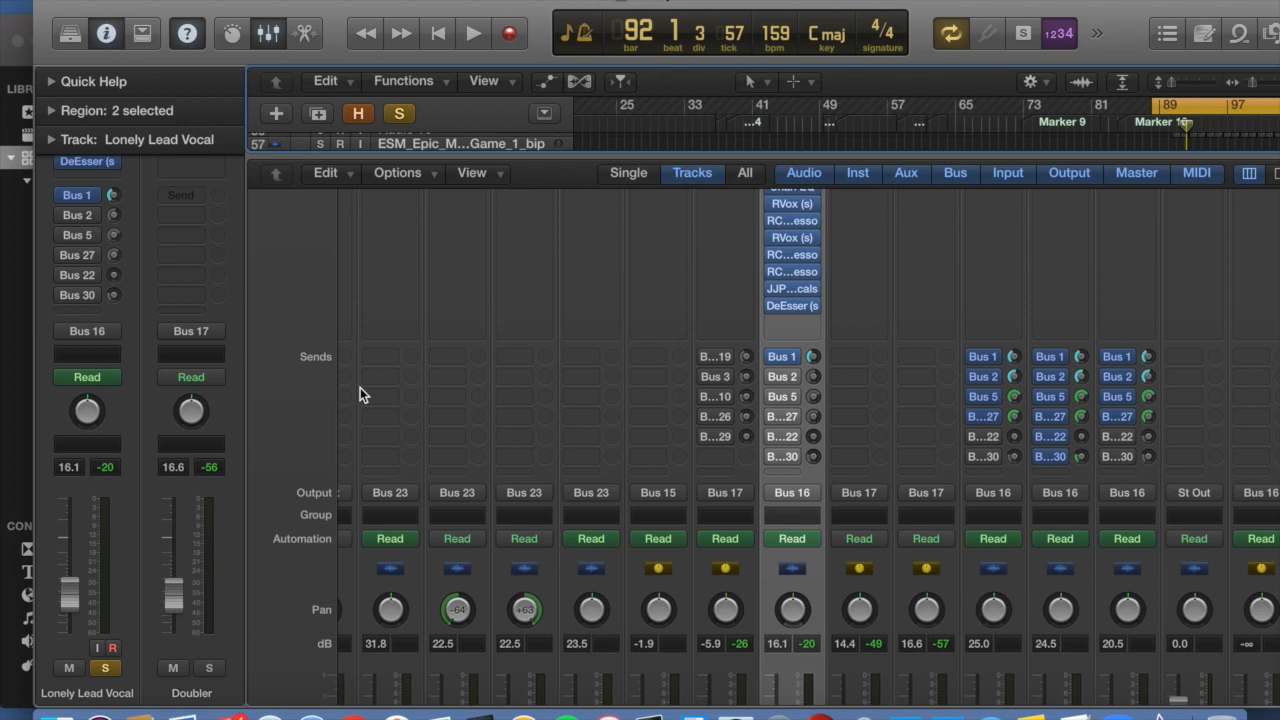 92 1 3 57 159 Cmaj 4/4
bar beat div tick bpm key signature
S 1234
LIBR
Quick Help
Region: 2 selected
Track: Lonely Lead Vocal
Edit Functions View
H S
25 33 41 49 57 65 73 81 89 97
...4 ... ... Marker 9
57 S R I ESM_Epic_M...Game_1_bip
Edit Options View Single Tracks All Audio Inst Aux Bus Input Output Master MIDI
DeEsser (s
Bus 1 Send
Bus 2
Bus 5
Bus 27
Bus 22
Bus 30
Bus 16 Bus 17
Read Read
16.1 -20 16.6 -56
I R
M S M S
Lonely Lead Vocal Doubler
CON
RVox (s)
RC...esso
RVox (s)
RC...esso
RC...esso
JJP...cals
DeEsser (s
Sends B...19 Bus 1 Bus 1 Bus 1 Bus 1
Bus 3 Bus 2 Bus 2 Bus 2 Bus 2
B...10 Bus 5 Bus 5 Bus 5 Bus 5
B...26 B...27 B...27 B...27 B...27
B...29 B...22 B...22 B...22 B...22
B...30 B...30 B...30 B...30
Output: Bus 23 Bus 23 Bus 23 Bus 23 Bus 15 Bus 17 Bus 16 Bus 17 Bus 17 Bus 16 Bus 16 Bus 16 St Out Bus 16
Group
Automation Read Read Read Read Read Read Read Read Read Read Read Read Read Read
Pan -64 +63
dB 31.8 22.5 22.5 23.5 -1.9 -5.9 -26 16.1 -20 14.4 -49 16.6 -57 25.0 24.5 20.5 0.0 -∞